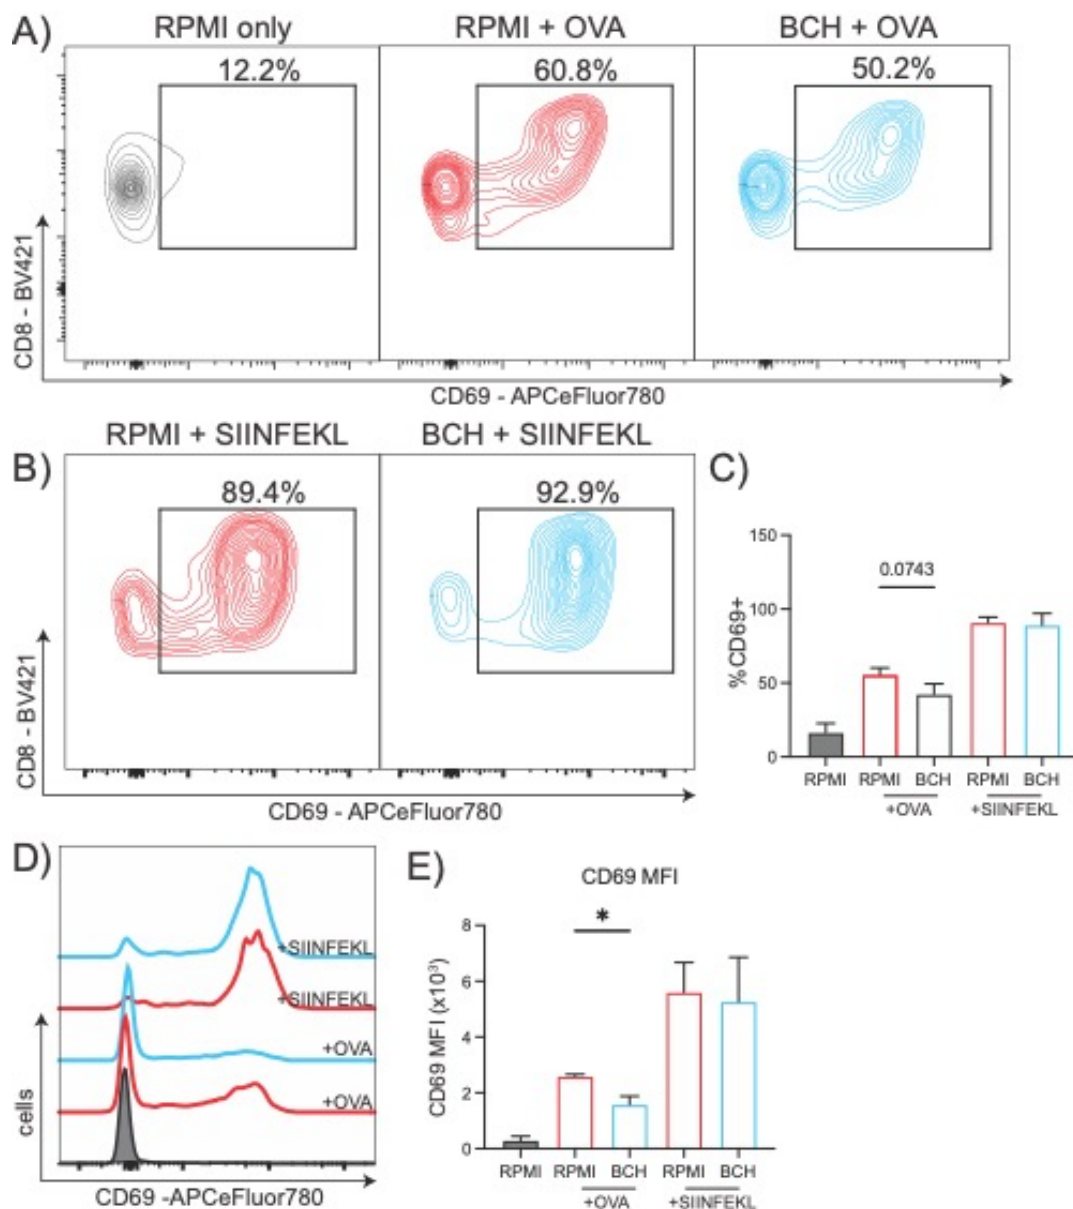 A)
RPMI only
RPMI + OVA
BCH + OVA
12.2%
60.8%
50.2%
CD8 - BV421
CD69 - APCeFluor780
B)
RPMI + SIINFEKL
BCH + SIINFEKL
89.4%
92.9%
CD8 - BV421
CD69 - APCeFluor780
C)
%CD69+
150
100
50
0
0.0743
RPMI
RPMI
BCH
RPMI
BCH
+OVA
+SIINFEKL
D)
+SIINFEKL
+SIINFEKL
+OVA
+OVA
cells
CD69 -APCeFluor780
E)
CD69 MFI
CD69 MFI (x10³)
8
6
4
2
0
*
RPMI
RPMI
BCH
RPMI
BCH
+OVA
+SIINFEKL